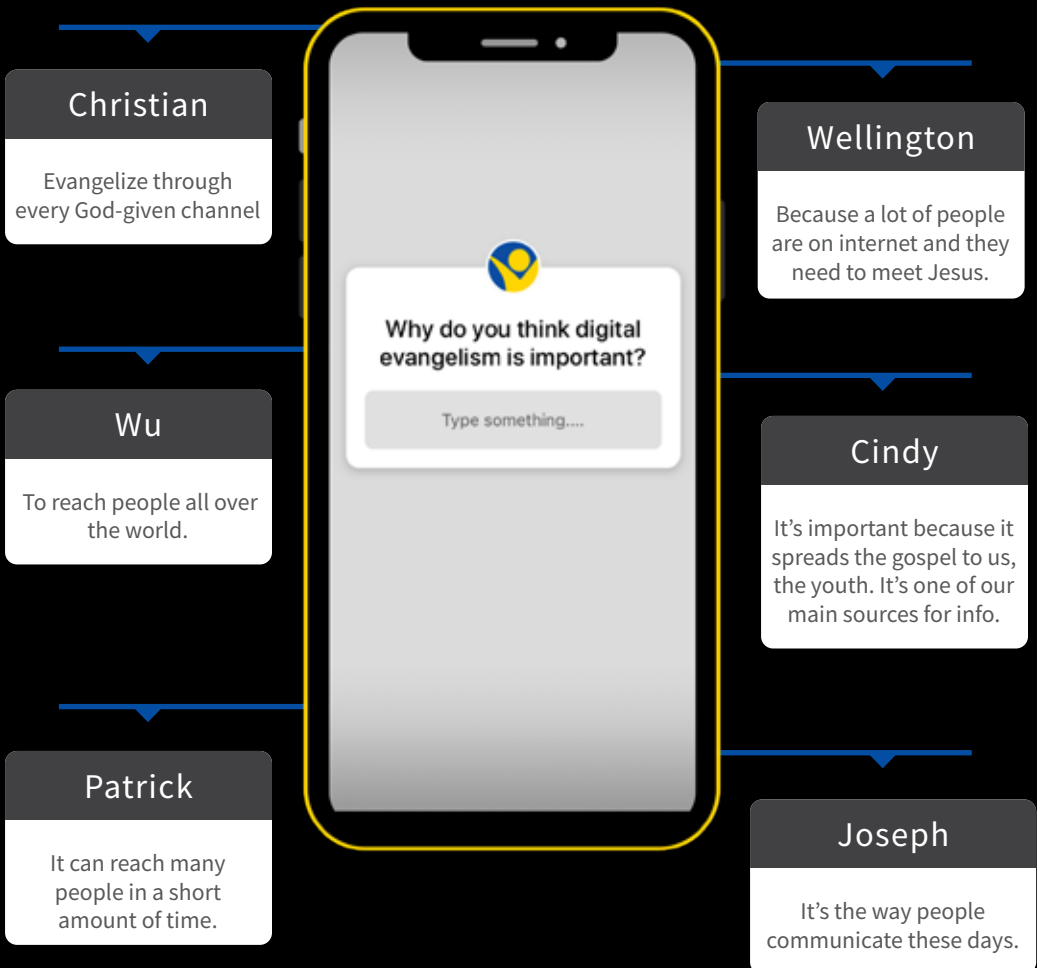 Christian
Evangelize through
every God-given channel
Wu
To reach people all over
the world.
Patrick
It can reach many
people in a short
amount of time.
Why do you think digital
evangelism is important?
Type something....
Wellington
Because a lot of people
are on internet and they
need to meet Jesus.
Cindy
It’s important because it
spreads the gospel to us,
the youth. It’s one of our
main sources for info.
Joseph
It’s the way people
communicate these days.